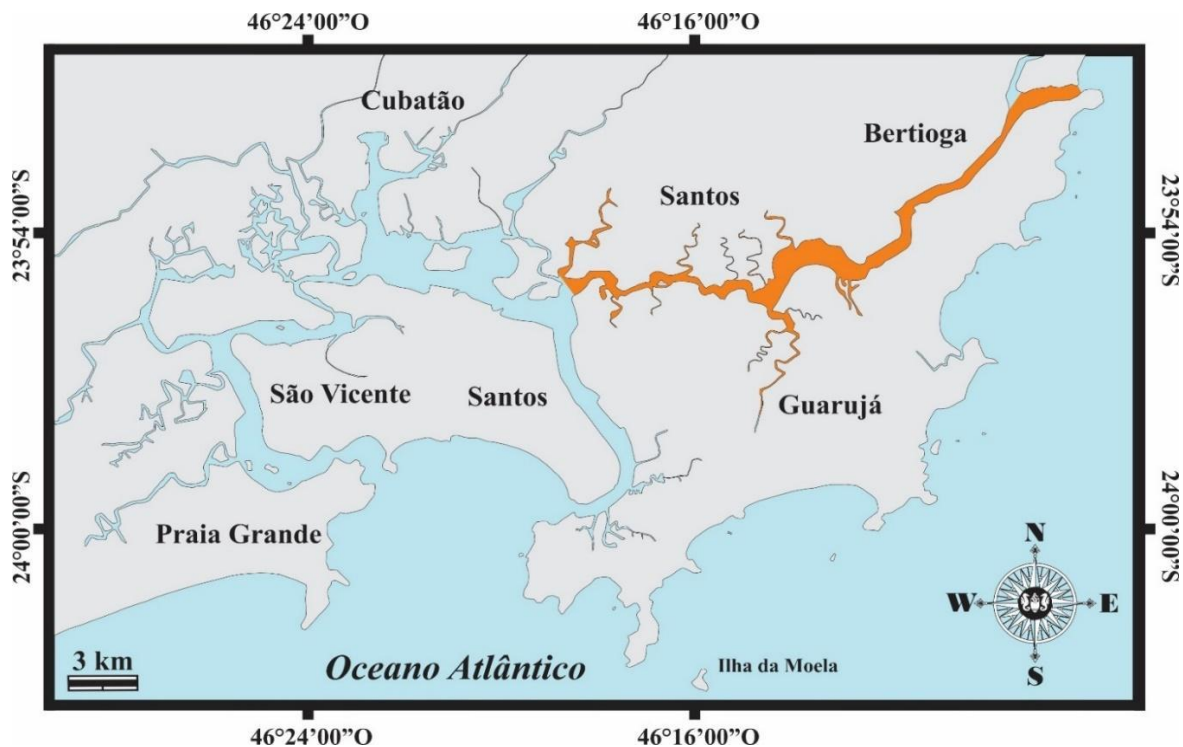 46°24’00”O
46°16’00”O
Cubatão
Bertioga
Santos
23°54’00”S
23°54’00”S
São Vicente
Santos
Guarujá
24°00’00”S
24°00’00”S
Praia Grande
N
W
E
S
3 km
Oceano Atlântico
Ilha da Moela
46°24’00”O
46°16’00”O